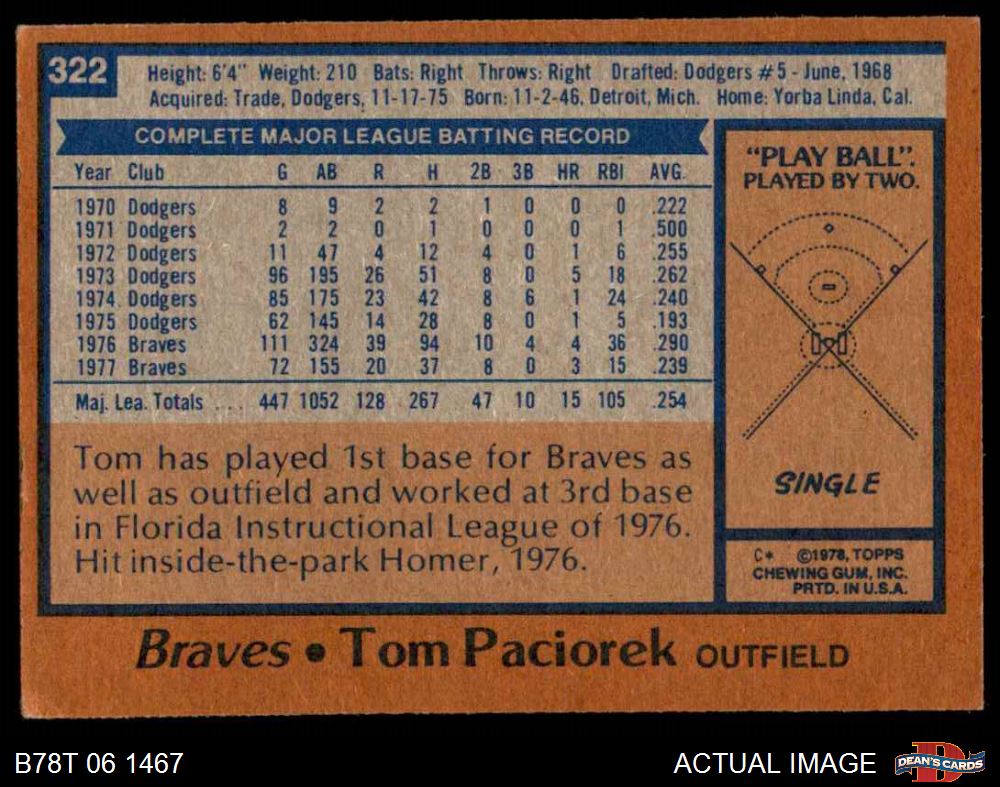 322
Height: 6'4" Weight: 210 Bats: Right Throws: Right Drafted: Dodgers #5 - June, 1968
Acquired: Trade, Dodgers, 11-17-75 Born: 11-2-46, Detroit, Mich. Home: Yorba Linda, Cal.
COMPLETE MAJOR LEAGUE BATTING RECORD
Year Club G AB R H 2B 3B HR RBI AVG.
1970 Dodgers 8 9 2 2 1 0 0 0 .222
1971 Dodgers 2 2 0 1 0 0 0 1 .500
1972 Dodgers 11 47 4 12 4 0 1 6 .255
1973 Dodgers 96 195 26 51 8 0 5 18 .262
1974 Dodgers 85 175 23 42 8 6 1 24 .240
1975 Dodgers 62 145 14 28 8 0 1 5 .193
1976 Braves 111 324 39 94 10 4 4 36 .290
1977 Braves 72 155 20 37 8 0 3 15 .239
Maj. Lea. Totals ... 447 1052 128 267 47 10 15 105 .254
Tom has played 1st base for Braves as
well as outfield and worked at 3rd base
in Florida Instructional League of 1976.
Hit inside-the-park Homer, 1976.
"PLAY BALL".
PLAYED BY TWO.
SINGLE
C* ©1978, TOPPS
CHEWING GUM, INC.
PRTD. IN U.S.A.
Braves • Tom Paciorek OUTFIELD
B78T 06 1467
ACTUAL IMAGE
D
DEAN'S CARDS